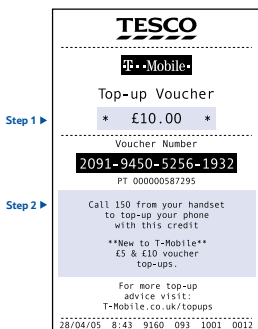 TESCO
T··Mobile·
Top-up Voucher
Step 1 ▶ * £10.00 *
Voucher Number
2091-9450-5256-1932
PT 000000587295
Step 2 ▶ Call 150 from your handset
to top-up your phone
with this credit
**New to T-Mobile**
£5 & £10 voucher
top-ups.
For more top-up
advice visit:
T-Mobile.co.uk/topups
28/04/05 8:43 9160 093 1001 0012